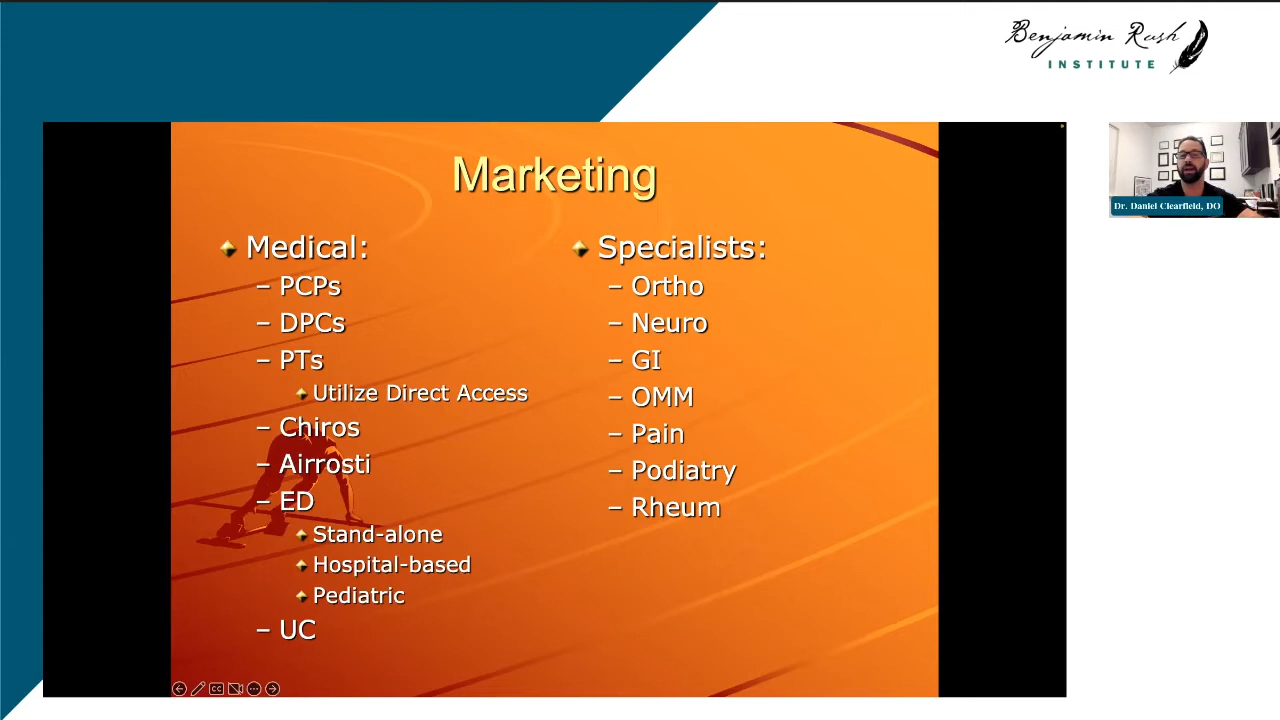 Benjamin Rush
INSTITUTE
Marketing
Medical:
– PCPs
– DPCs
– PTs
Utilize Direct Access
– Chiros
– Airrosti
– ED
Stand-alone
Hospital-based
Pediatric
– UC
Specialists:
– Ortho
– Neuro
– GI
– OMM
– Pain
– Podiatry
– Rheum
Dr. Daniel Clearfield, DO
CC